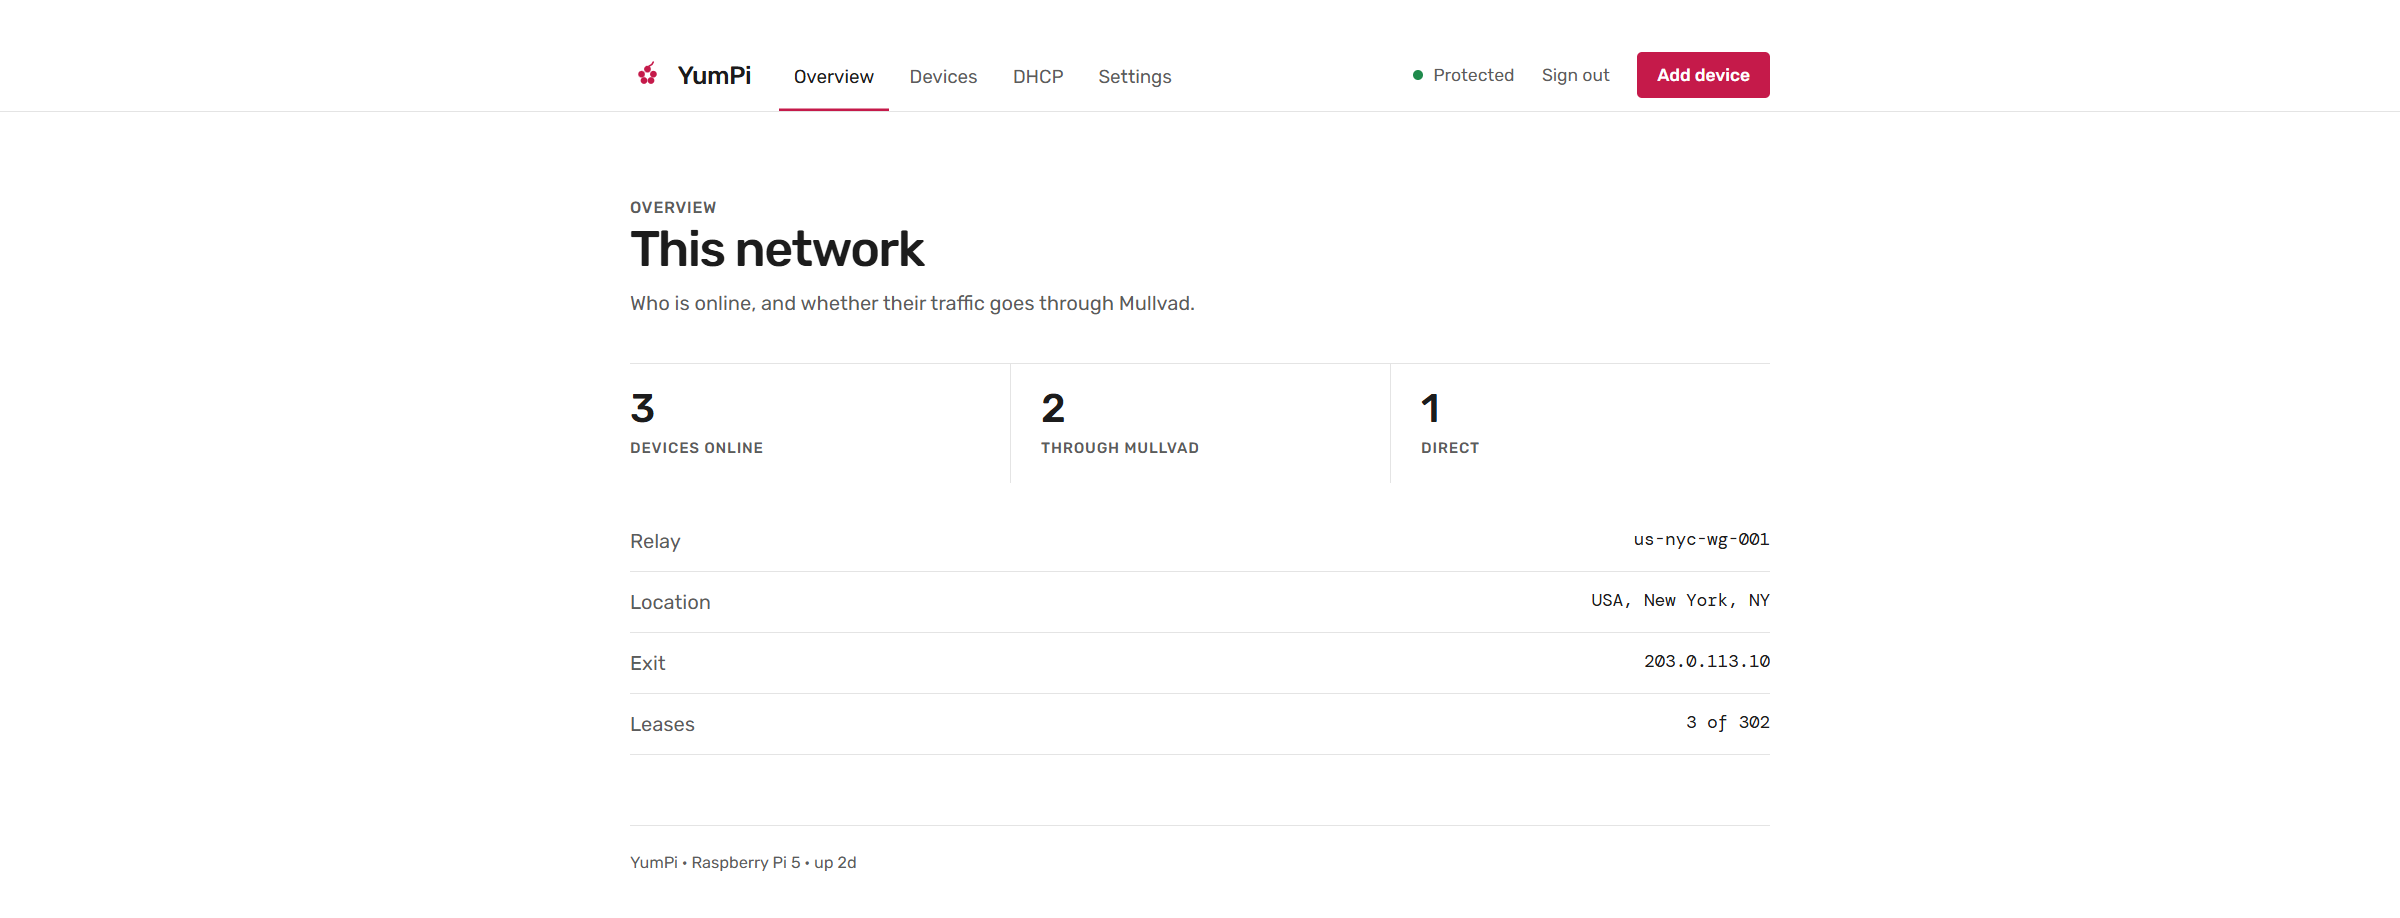 YumPi Overview Devices DHCP Settings Protected Sign out Add device
OVERVIEW
This network
Who is online, and whether their traffic goes through Mullvad.
3 2 1
DEVICES ONLINE THROUGH MULLVAD DIRECT
Relay us-nyc-wg-001
Location USA, New York, NY
Exit 203.0.113.10
Leases 3 of 302
YumPi • Raspberry Pi 5 • up 2d